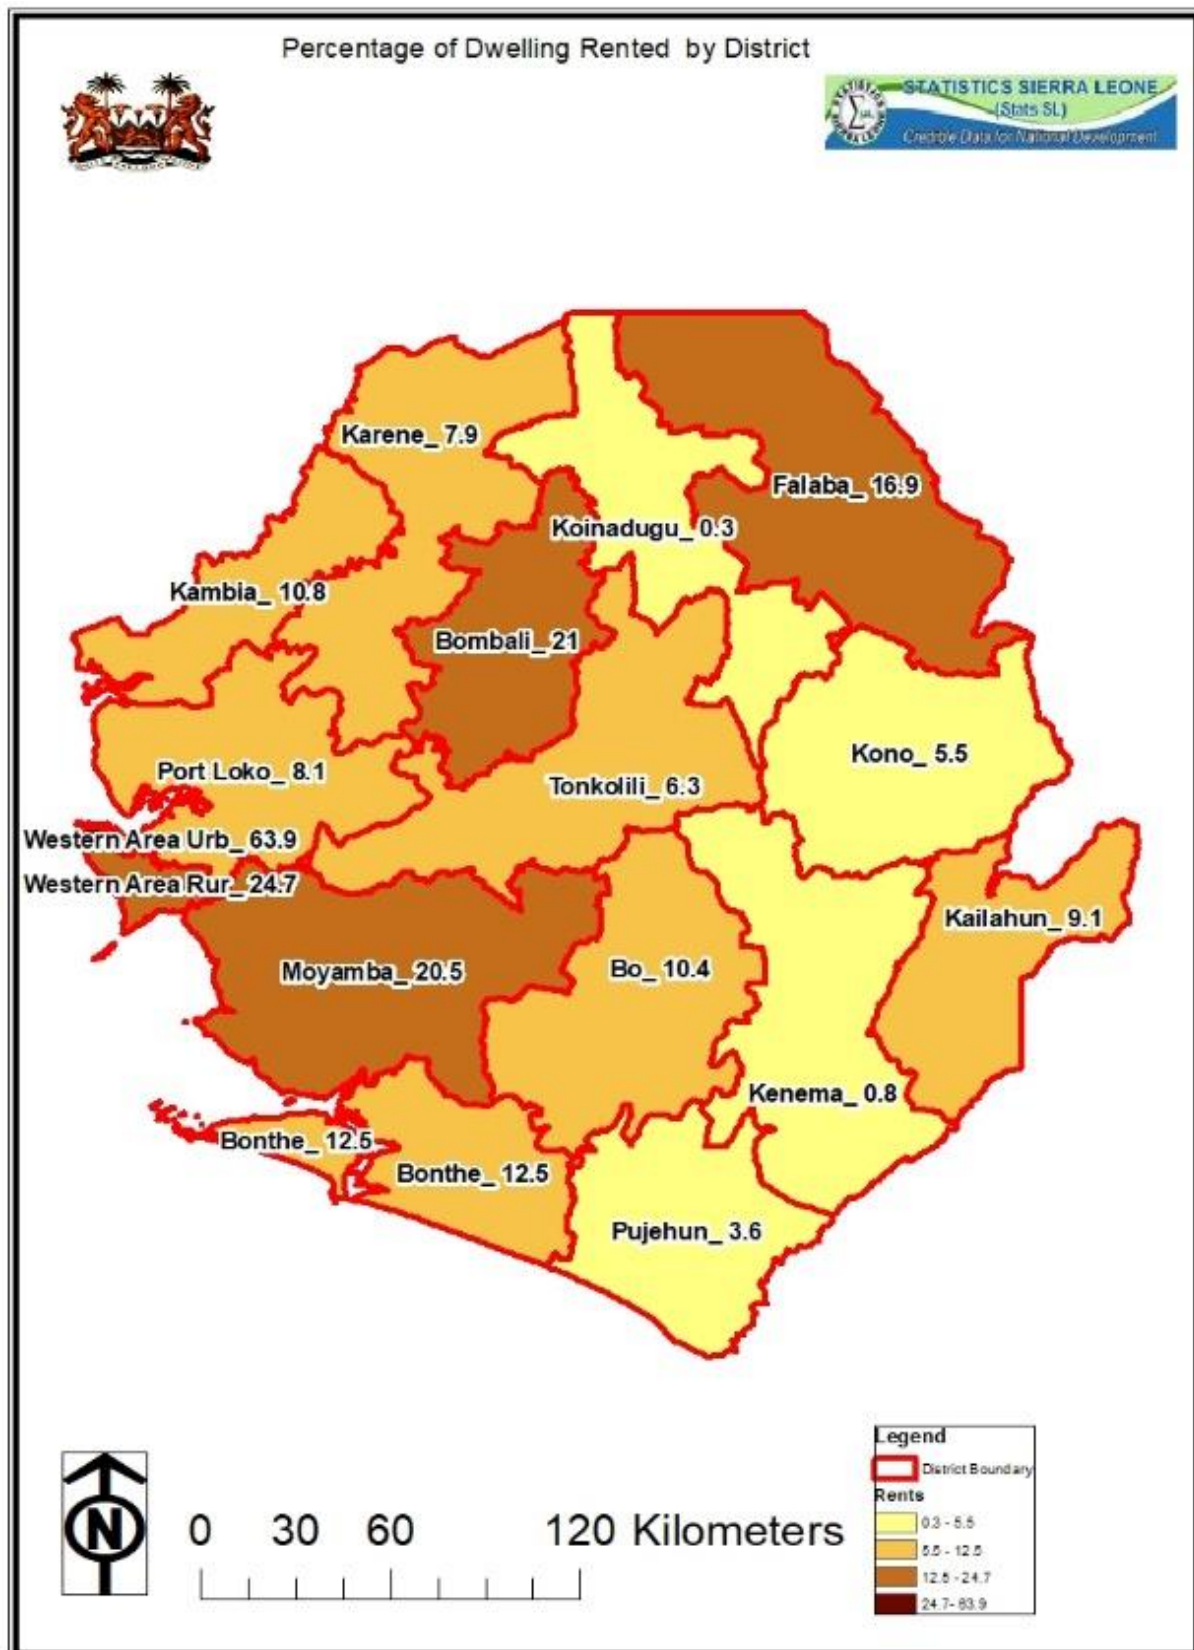 Percentage of Dwelling Rented by District
STATISTICS SIERRA LEONE
(Stats SL)
Credible Data for National Development
Karene_ 7.9
Falaba_ 16.9
Koinadugu_ 0.3
Kambia_ 10.8
Bombali_ 21
Kono_ 5.5
Port Loko_ 8.1
Tonkolili_ 6.3
Western Area Urb_ 63.9
Western Area Rur_ 24.7
Kailahun_ 9.1
Moyamba_ 20.5
Bo_ 10.4
Kenema_ 0.8
Bonthe_ 12.5
Bonthe_ 12.5
Pujehun_ 3.6
Legend
District Boundary
Rents
0.3 - 5.5
5.5 - 12.5
12.5 - 24.7
24.7- 63.9
N
0 30 60 120 Kilometers